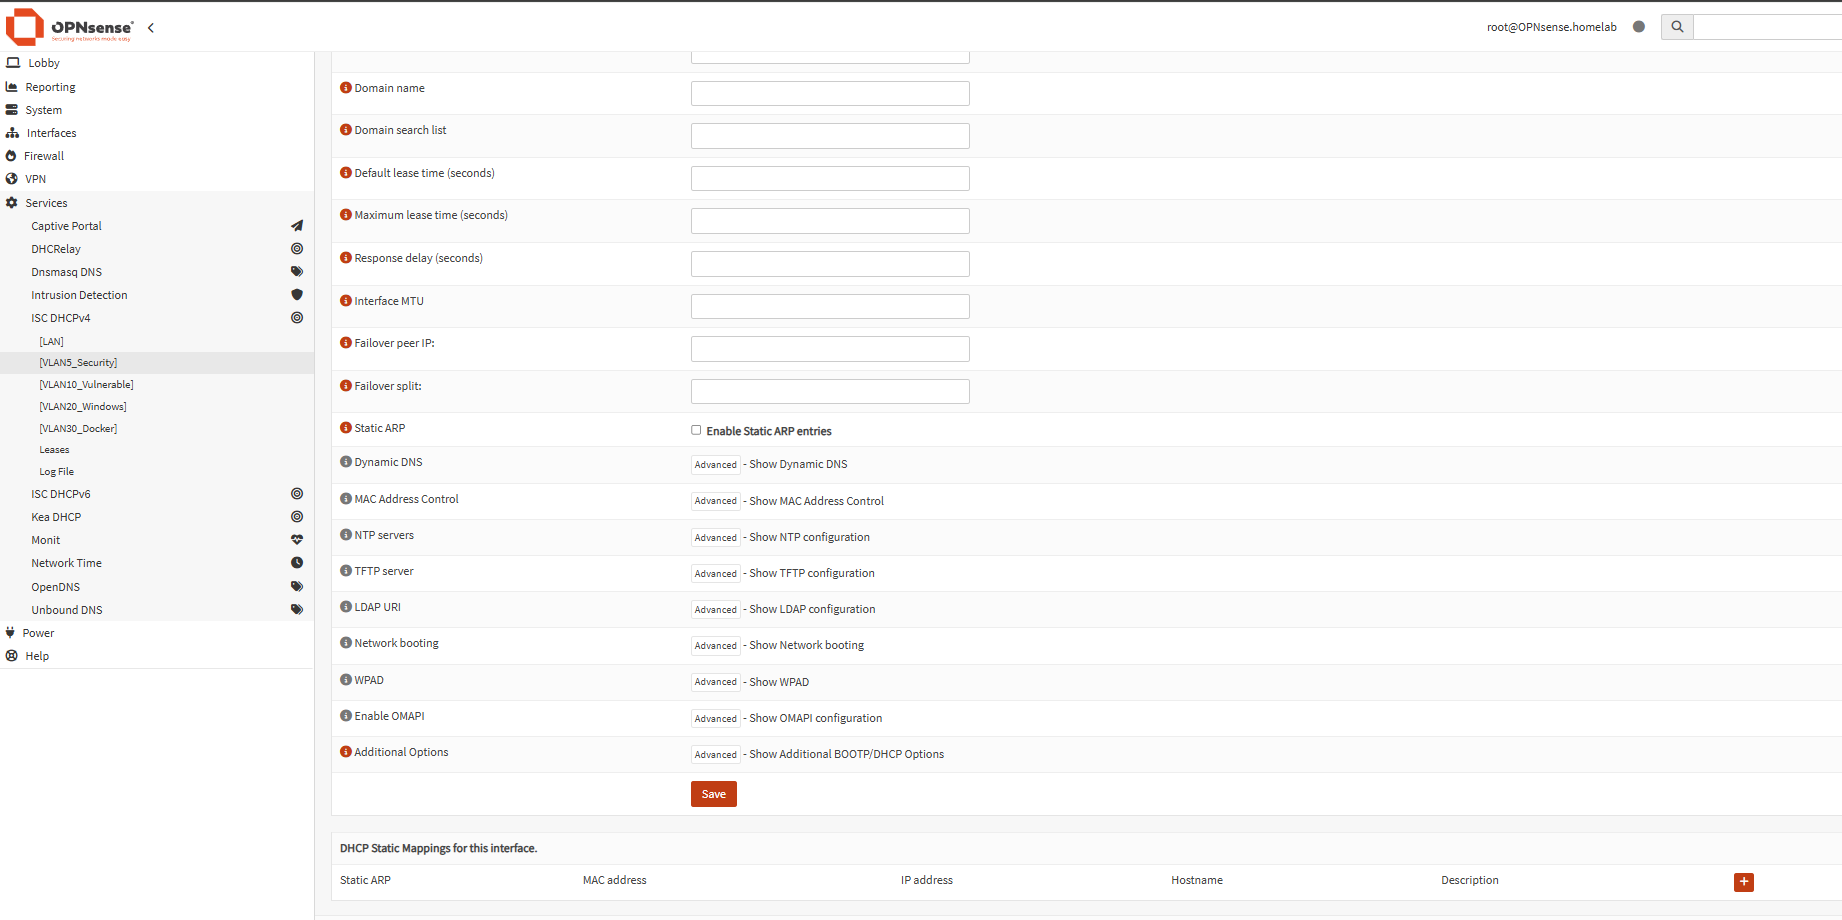 OPNsense
Securing networks made easy
root@OPNsense.homelab
Lobby
Reporting
System
Interfaces
Firewall
VPN
Services
Captive Portal
DHCRelay
Dnsmasq DNS
Intrusion Detection
ISC DHCPv4
[LAN]
[VLAN5_Security]
[VLAN10_Vulnerable]
[VLAN20_Windows]
[VLAN30_Docker]
Leases
Log File
ISC DHCPv6
Kea DHCP
Monit
Network Time
OpenDNS
Unbound DNS
Power
Help
Domain name
Domain search list
Default lease time (seconds)
Maximum lease time (seconds)
Response delay (seconds)
Interface MTU
Failover peer IP:
Failover split:
Static ARP Enable Static ARP entries
Dynamic DNS Advanced - Show Dynamic DNS
MAC Address Control Advanced - Show MAC Address Control
NTP servers Advanced - Show NTP configuration
TFTP server Advanced - Show TFTP configuration
LDAP URI Advanced - Show LDAP configuration
Network booting Advanced - Show Network booting
WPAD Advanced - Show WPAD
Enable OMAPI Advanced - Show OMAPI configuration
Additional Options Advanced - Show Additional BOOTP/DHCP Options
Save
DHCP Static Mappings for this interface.
Static ARP MAC address IP address Hostname Description